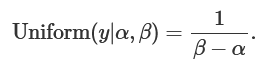 Uniform(y|α, β) = 1 / (β − α).